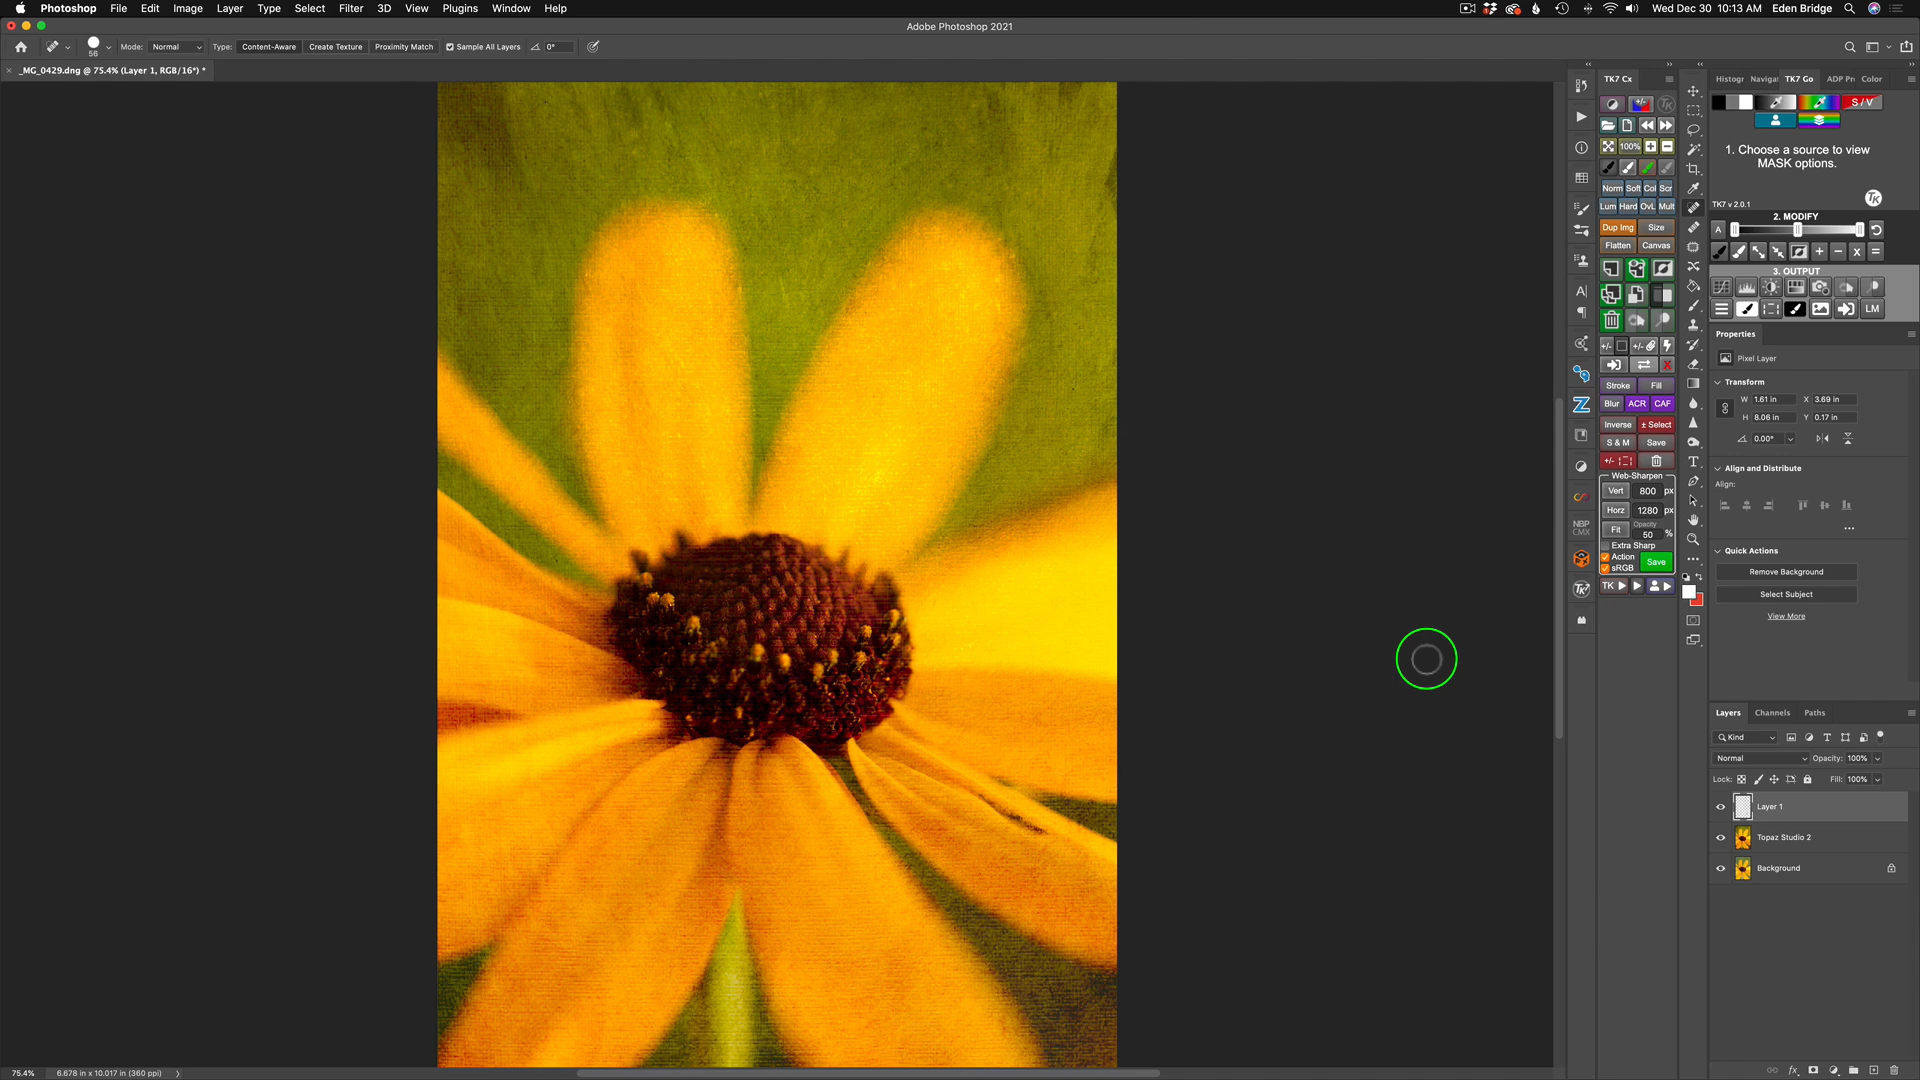 Photoshop File Edit Image Layer Type Select Filter 3D View Plugins Window Help
Wed Dec 30 10:13 AM Eden Bridge
Adobe Photoshop 2021
56 Mode: Normal Type: Content-Aware Create Texture Proximity Match Sample All Layers 0°
_MG_0429.dng @ 75.4% (Layer 1, RGB/16*) *
TK7 Cx
100%
Norm Soft Col Scr
Lum Hard OvL Mult
Dup Img Size
Flatten Canvas
Stroke Fill
Blur ACR CAF
Inverse ± Select
S & M Save
Web-Sharpen
Vert 800 px
Horz 1280 px
Fit Opacity 50 %
Extra Sharp
Action
sRGB
Save
TK
NBP
CMX
Histogr Navigat TK7 Go ADP Pr Color
S / V
1. Choose a source to view
MASK options.
TK7 v 2.0.1
TK
2. MODIFY
A
3. OUTPUT
LM
Properties
Pixel Layer
Transform
W 1.61 in X 3.69 in
H 8.06 in Y 0.17 in
0.00°
Align and Distribute
Align:
Quick Actions
Remove Background
Select Subject
View More
Layers Channels Paths
Kind
Normal Opacity: 100%
Lock: Fill: 100%
Layer 1
Topaz Studio 2
Background
75.4% 6.678 in x 10.017 in (360 ppi)